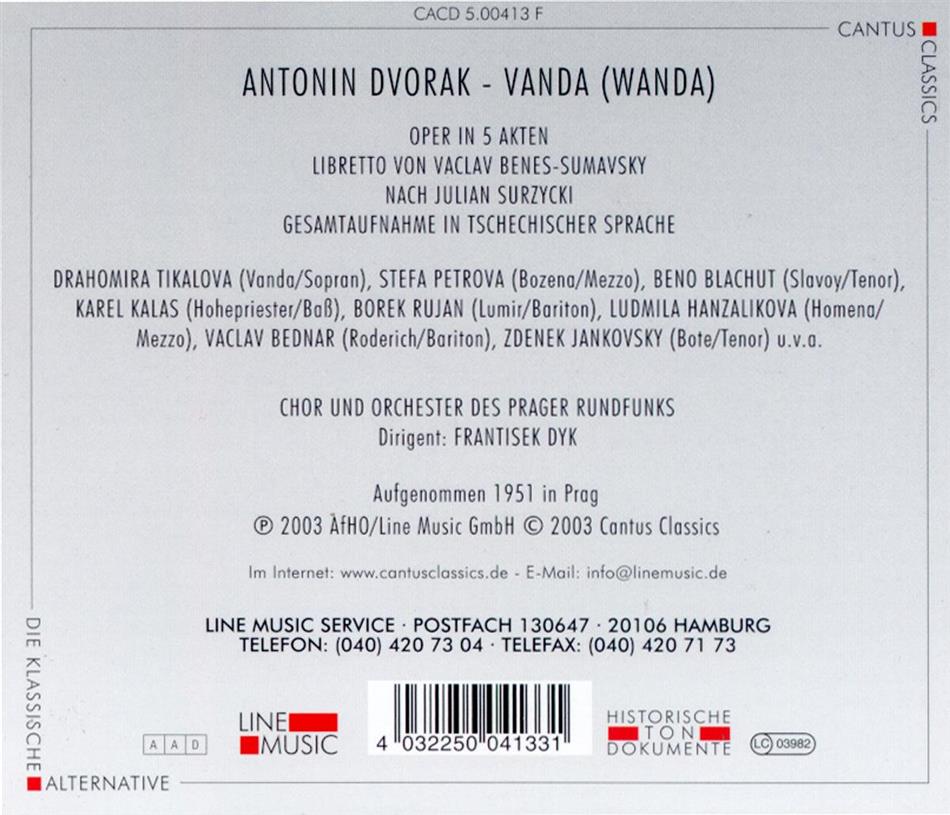 CACD 5.00413 F
CANTUS
CLASSICS
ANTONIN DVORAK - VANDA (WANDA)
OPER IN 5 AKTEN
LIBRETTO VON VACLAV BENES-SUMAVSKY
NACH JULIAN SURZYCKI
GESAMTAUFNAHME IN TSCHECHISCHER SPRACHE
DRAHOMIRA TIKALOVA (Vanda/Sopran), STEFA PETROVA (Bozena/Mezzo), BENO BLACHUT (Slavoy/Tenor),
KAREL KALAS (Hohepriester/Baß), BOREK RUJAN (Lumir/Bariton), LUDMILA HANZALIKOVA (Homena/
Mezzo), VACLAV BEDNAR (Roderich/Bariton), ZDENEK JANKOVSKY (Bote/Tenor) u.v.a.
CHOR UND ORCHESTER DES PRAGER RUNDFUNKS
Dirigent: FRANTISEK DYK
Aufgenommen 1951 in Prag
℗ 2003 AfHO/Line Music GmbH © 2003 Cantus Classics
Im Internet: www.cantusclassics.de - E-Mail: info@linemusic.de
LINE MUSIC SERVICE · POSTFACH 130647 · 20106 HAMBURG
TELEFON: (040) 420 73 04 · TELEFAX: (040) 420 71 73
DIE KLASSISCHE
ALTERNATIVE
A A D
LINE
MUSIC
4 032250 041331
HISTORISCHE
TON
DOKUMENTE
LC 03982